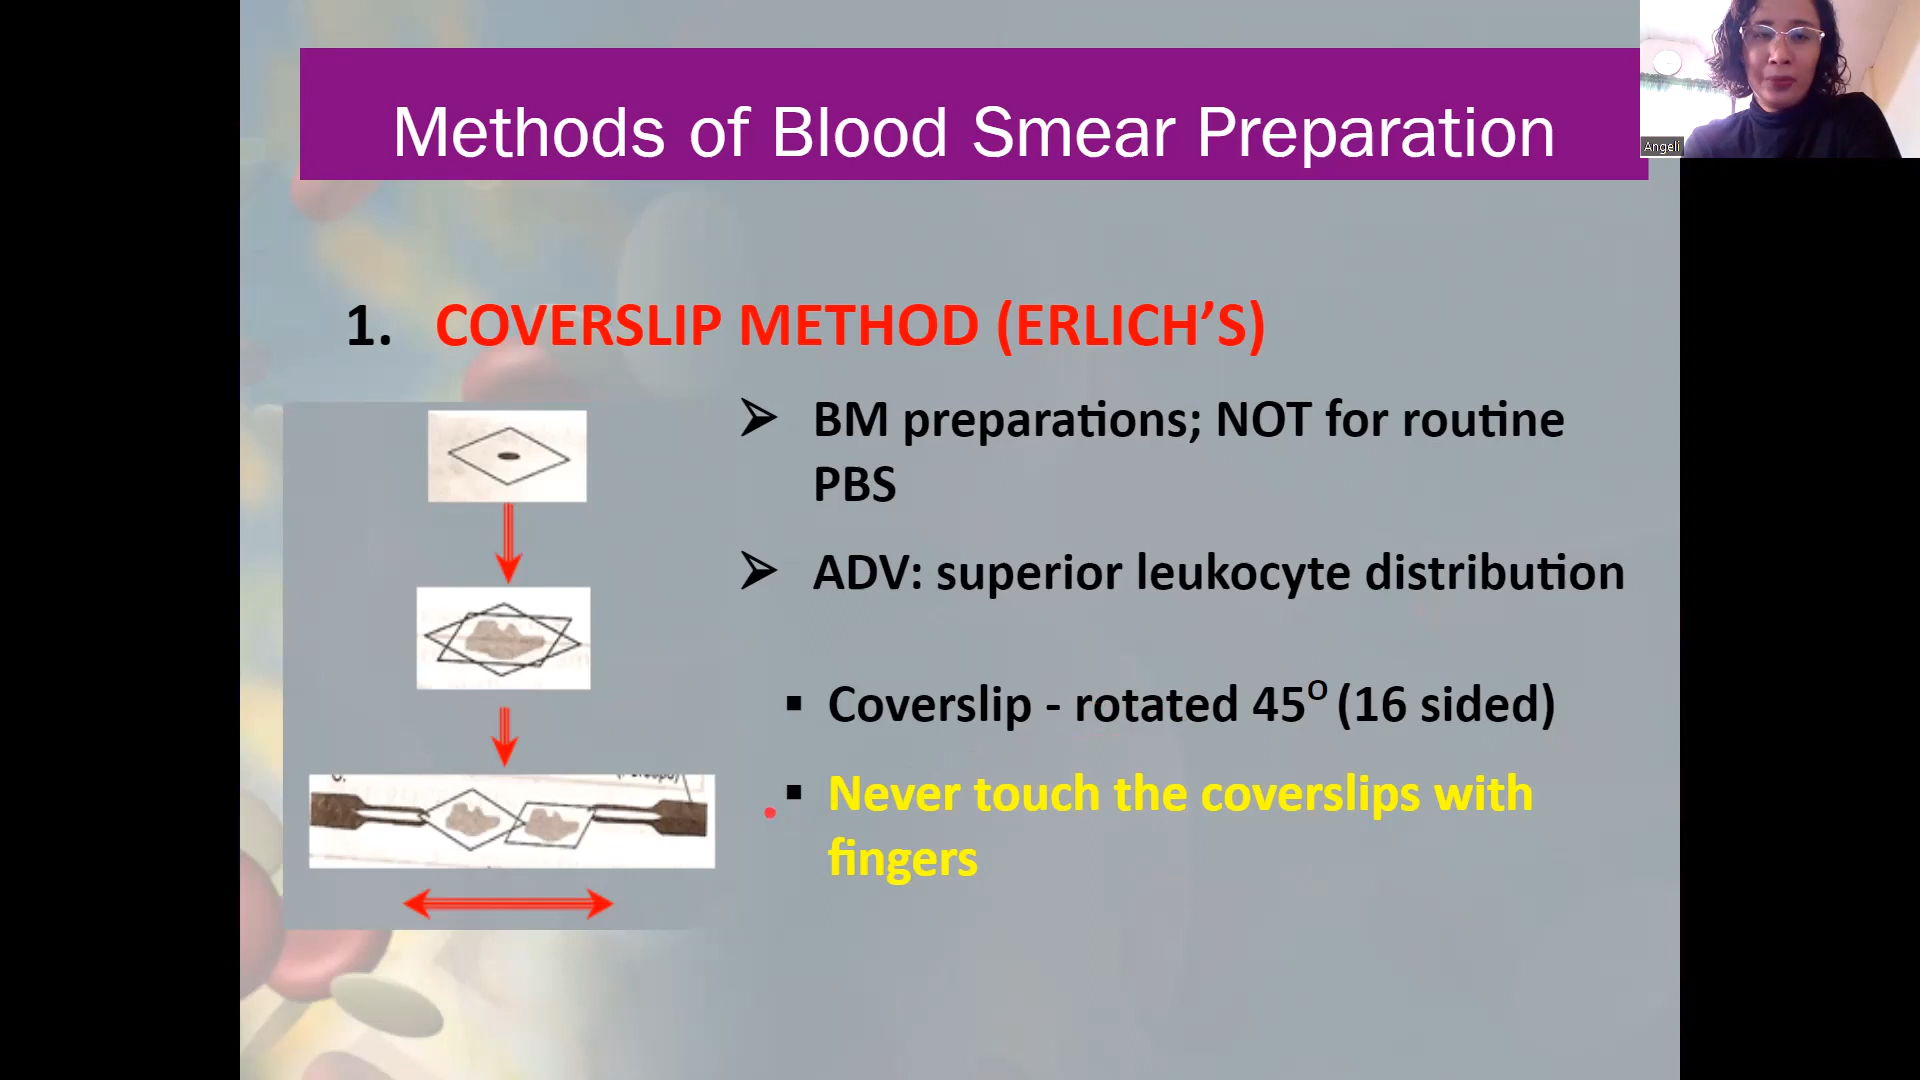 Methods of Blood Smear Preparation
Angeli
1. COVERSLIP METHOD (ERLICH’S)
➢ BM preparations; NOT for routine
PBS
➢ ADV: superior leukocyte distribution
▪ Coverslip - rotated 45° (16 sided)
▪ Never touch the coverslips with
fingers